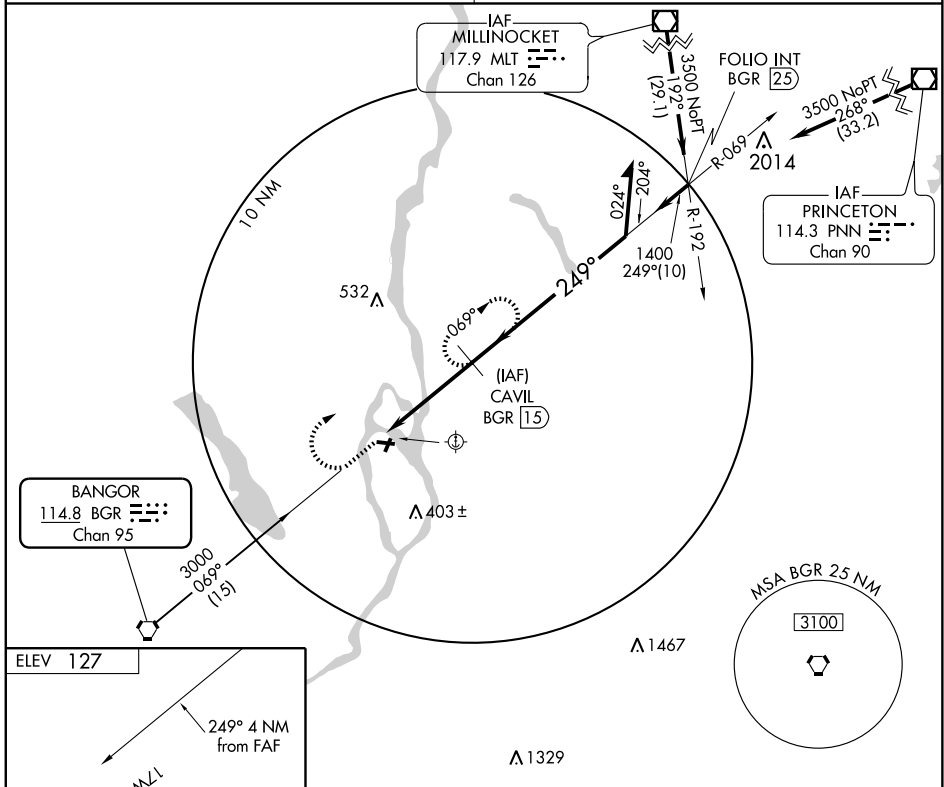 IAF
MILLINOCKET
117.9 MLT
Chan 126
3500 NoPT
192°
(29.1)
FOLIO INT
BGR 25
3500 NoPT
268°
(33.2)
R-069
2014
IAF
PRINCETON
114.3 PNN
Chan 90
10 NM
024°
204°
R-192
1400
249°(10)
249°
532
069°
(IAF)
CAVIL
BGR 15
BANGOR
114.8 BGR
Chan 95
403 ±
3000
069°
(15)
MSA BGR 25 NM
3100
1467
ELEV 127
249° 4 NM
from FAF
1329